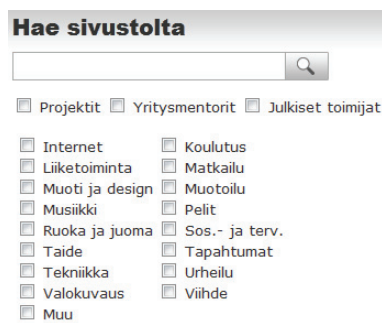 Hae sivustolta
Projektit Yritysmentorit Julkiset toimijat
Internet Koulutus
Liiketoiminta Matkailu
Muoti ja design Muotoilu
Musiikki Pelit
Ruoka ja juoma Sos.- ja terv.
Taide Tapahtumat
Tekniikka Urheilu
Valokuvaus Viihde
Muu